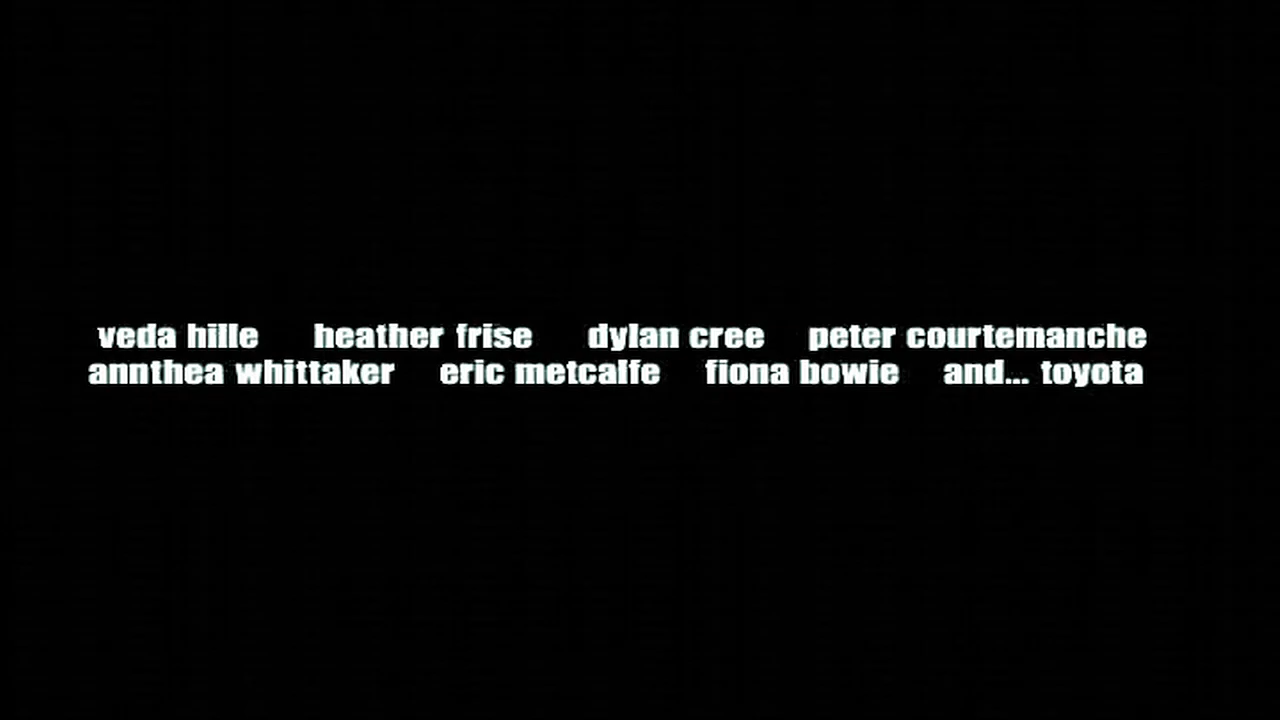 veda hille heather frise dylan cree peter courtemanche
annthea whittaker eric metcalfe fiona bowie and... toyota